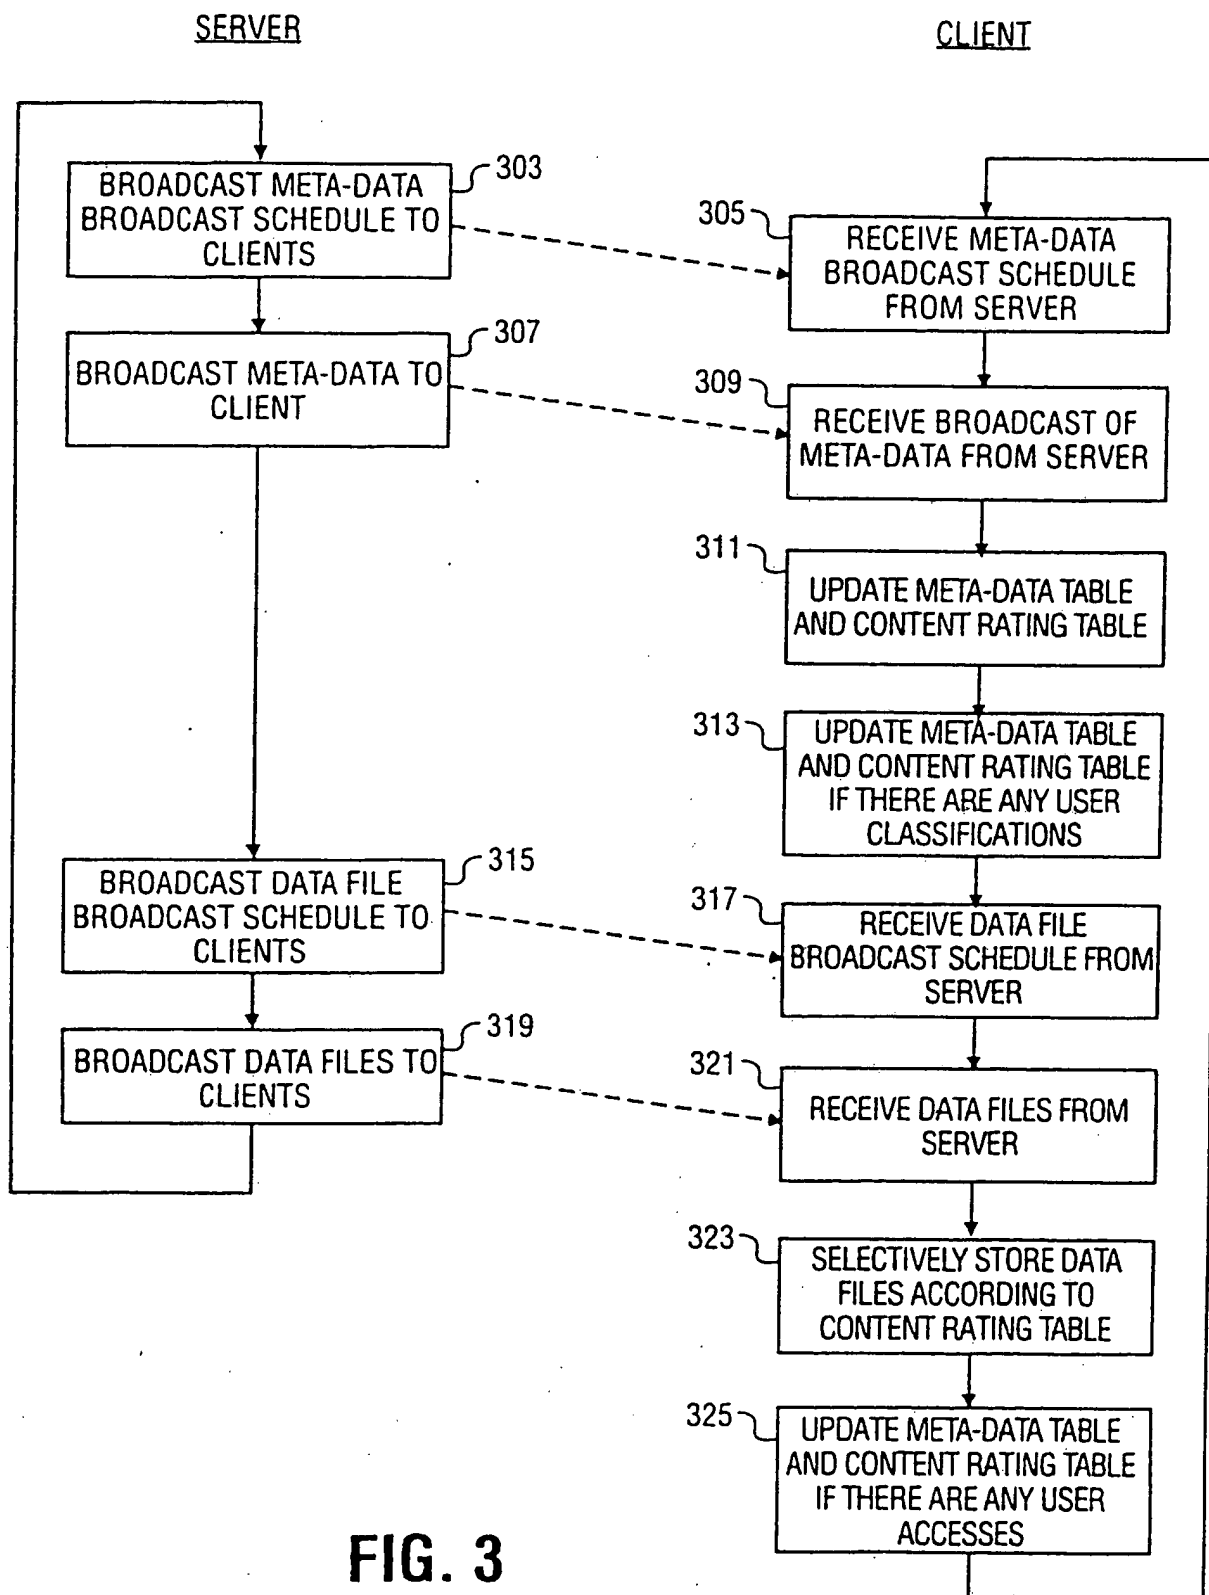 SERVER
CLIENT
303
BROADCAST META-DATA
BROADCAST SCHEDULE TO
CLIENTS
305
RECEIVE META-DATA
BROADCAST SCHEDULE
FROM SERVER
307
BROADCAST META-DATA TO
CLIENT
309
RECEIVE BROADCAST OF
META-DATA FROM SERVER
311
UPDATE META-DATA TABLE
AND CONTENT RATING TABLE
313
UPDATE META-DATA TABLE
AND CONTENT RATING TABLE
IF THERE ARE ANY USER
CLASSIFICATIONS
315
BROADCAST DATA FILE
BROADCAST SCHEDULE TO
CLIENTS
317
RECEIVE DATA FILE
BROADCAST SCHEDULE FROM
SERVER
319
BROADCAST DATA FILES TO
CLIENTS
321
RECEIVE DATA FILES FROM
SERVER
323
SELECTIVELY STORE DATA
FILES ACCORDING TO
CONTENT RATING TABLE
325
UPDATE META-DATA TABLE
AND CONTENT RATING TABLE
IF THERE ARE ANY USER
ACCESSES
FIG. 3